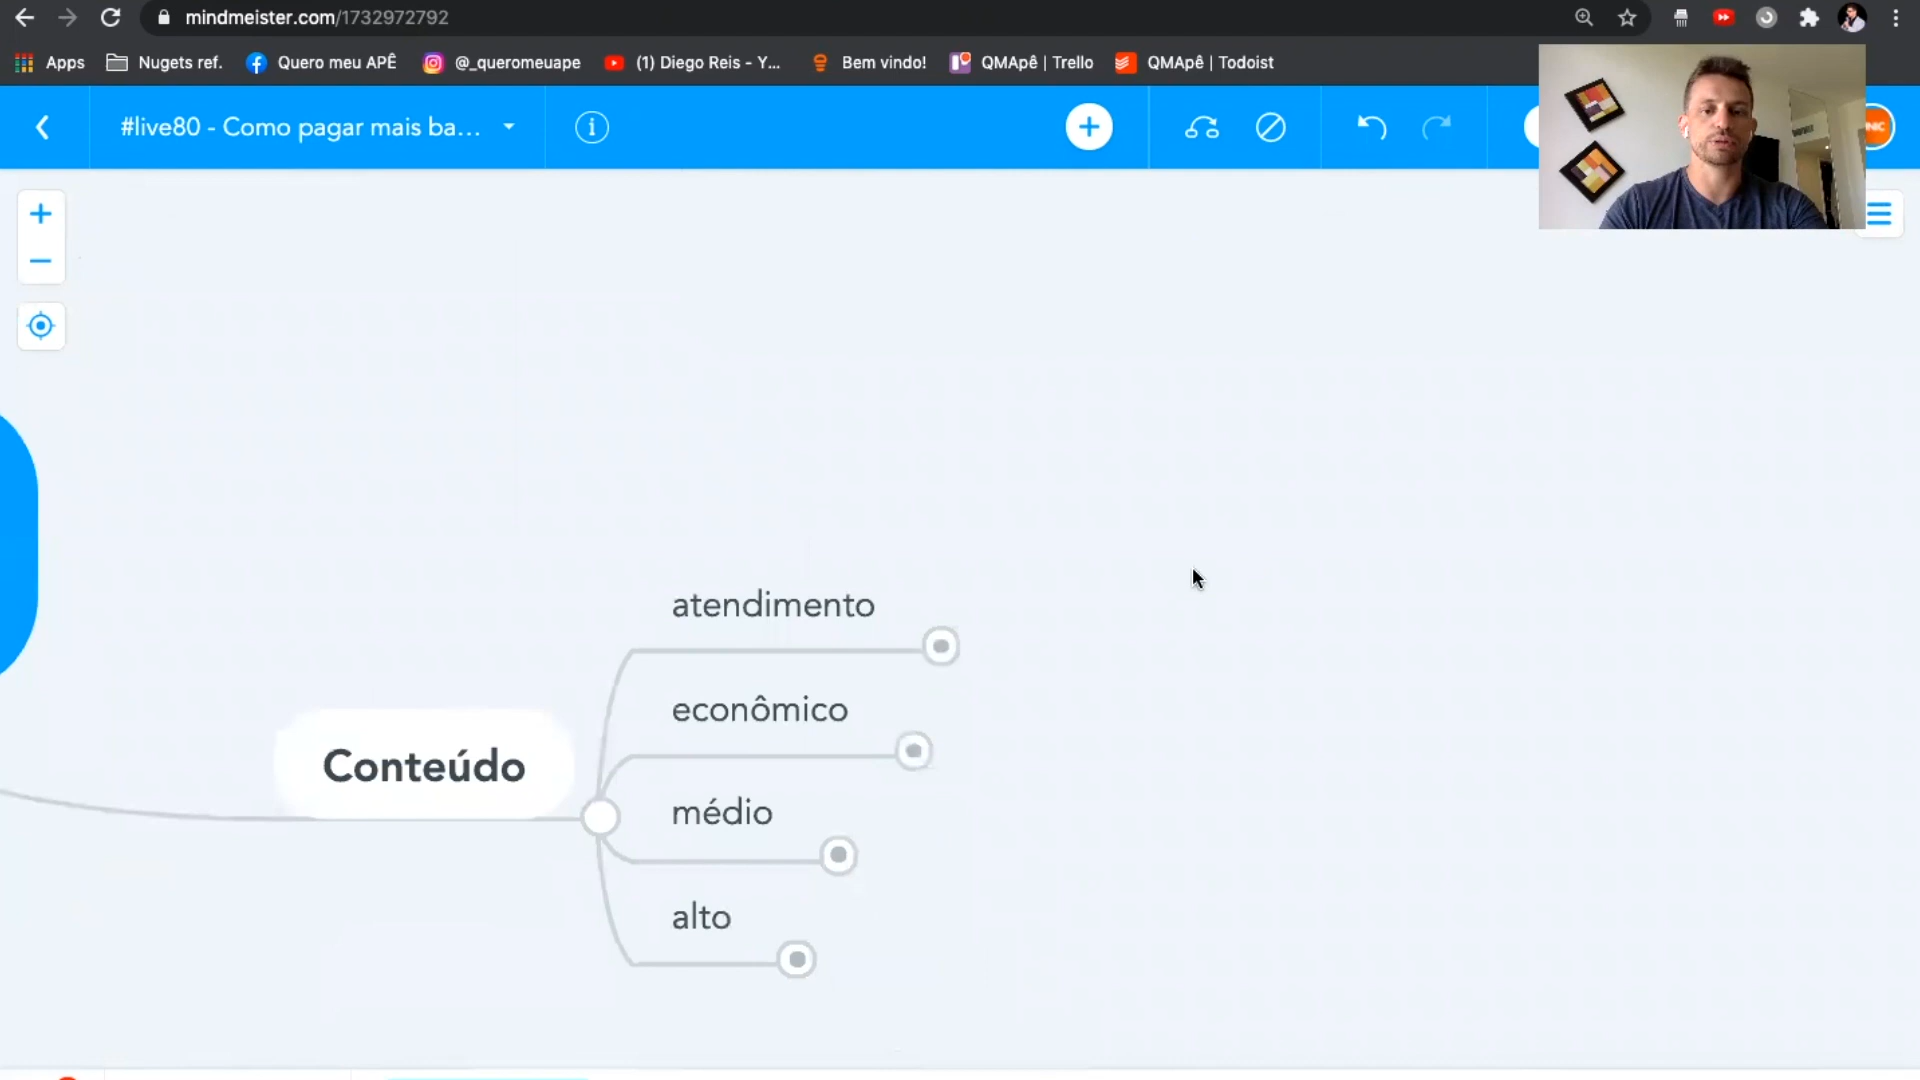 mindmeister.com/1732972792
Apps Nugets ref. Quero meu APÊ @_queromeuape (1) Diego Reis - Y... Bem vindo! QMApê | Trello QMApê | Todoist
#live80 - Como pagar mais ba...
atendimento
econômico
Conteúdo
médio
alto